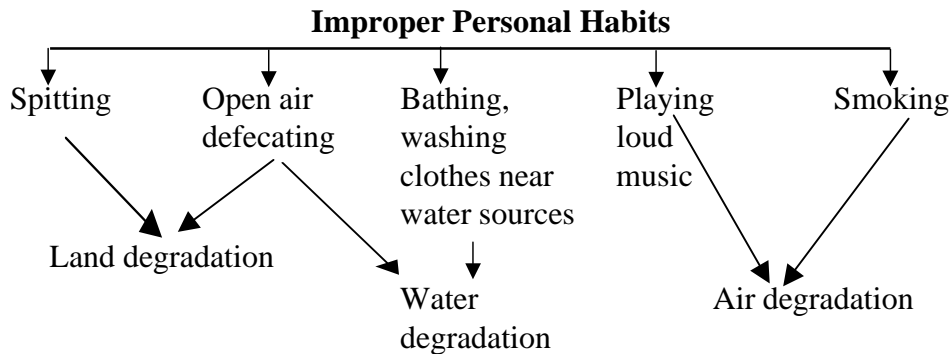 Improper Personal Habits
Spitting
Open air
defecating
Bathing,
washing
clothes near
water sources
Playing
loud
music
Smoking
Land degradation
Water
degradation
Air degradation